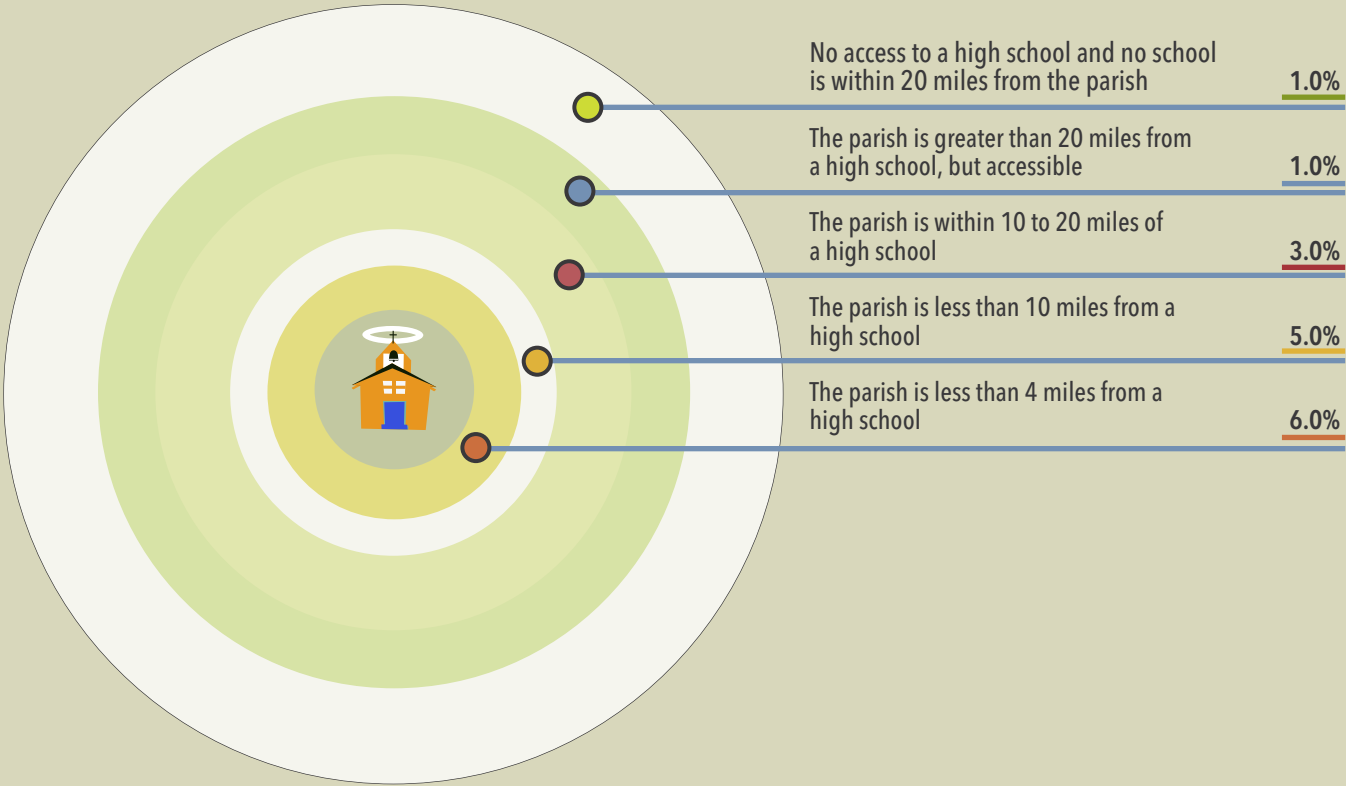 No access to a high school and no school
is within 20 miles from the parish 1.0%
The parish is greater than 20 miles from
a high school, but accessible 1.0%
The parish is within 10 to 20 miles of
a high school 3.0%
The parish is less than 10 miles from a
high school 5.0%
The parish is less than 4 miles from a
high school 6.0%